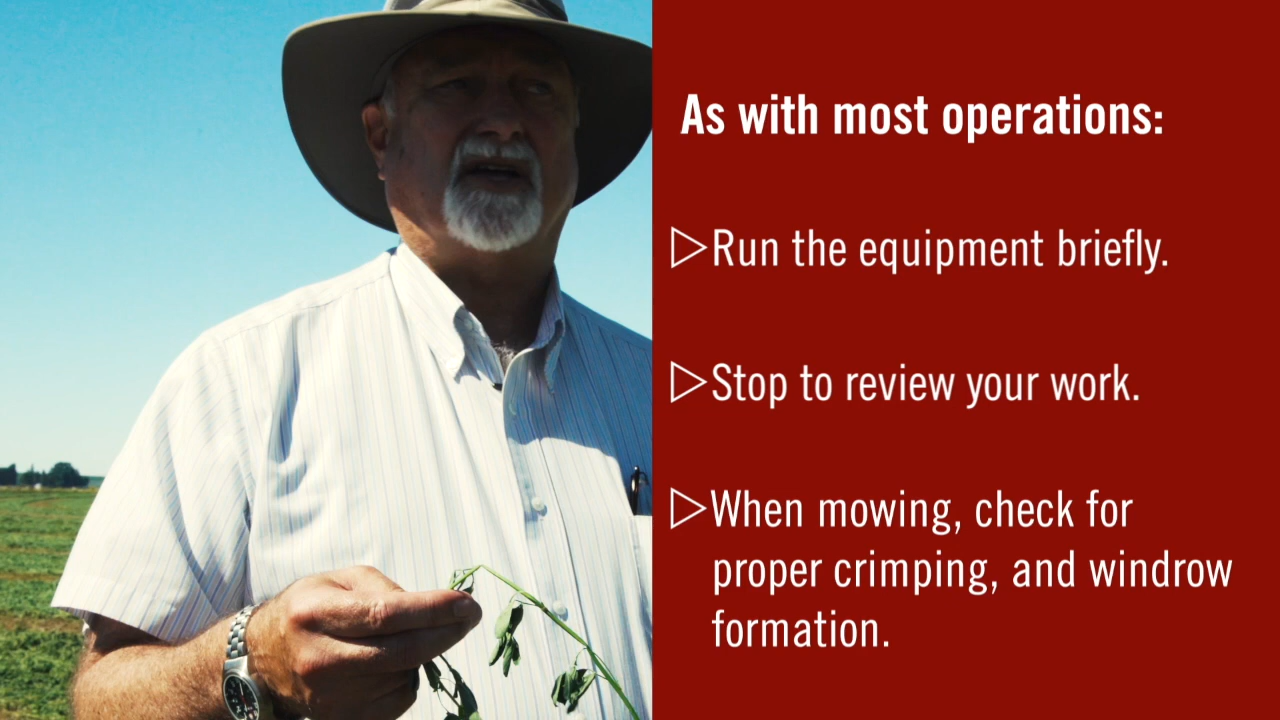 As with most operations:
▷Run the equipment briefly.
▷Stop to review your work.
▷When mowing, check for
proper crimping, and windrow
formation.